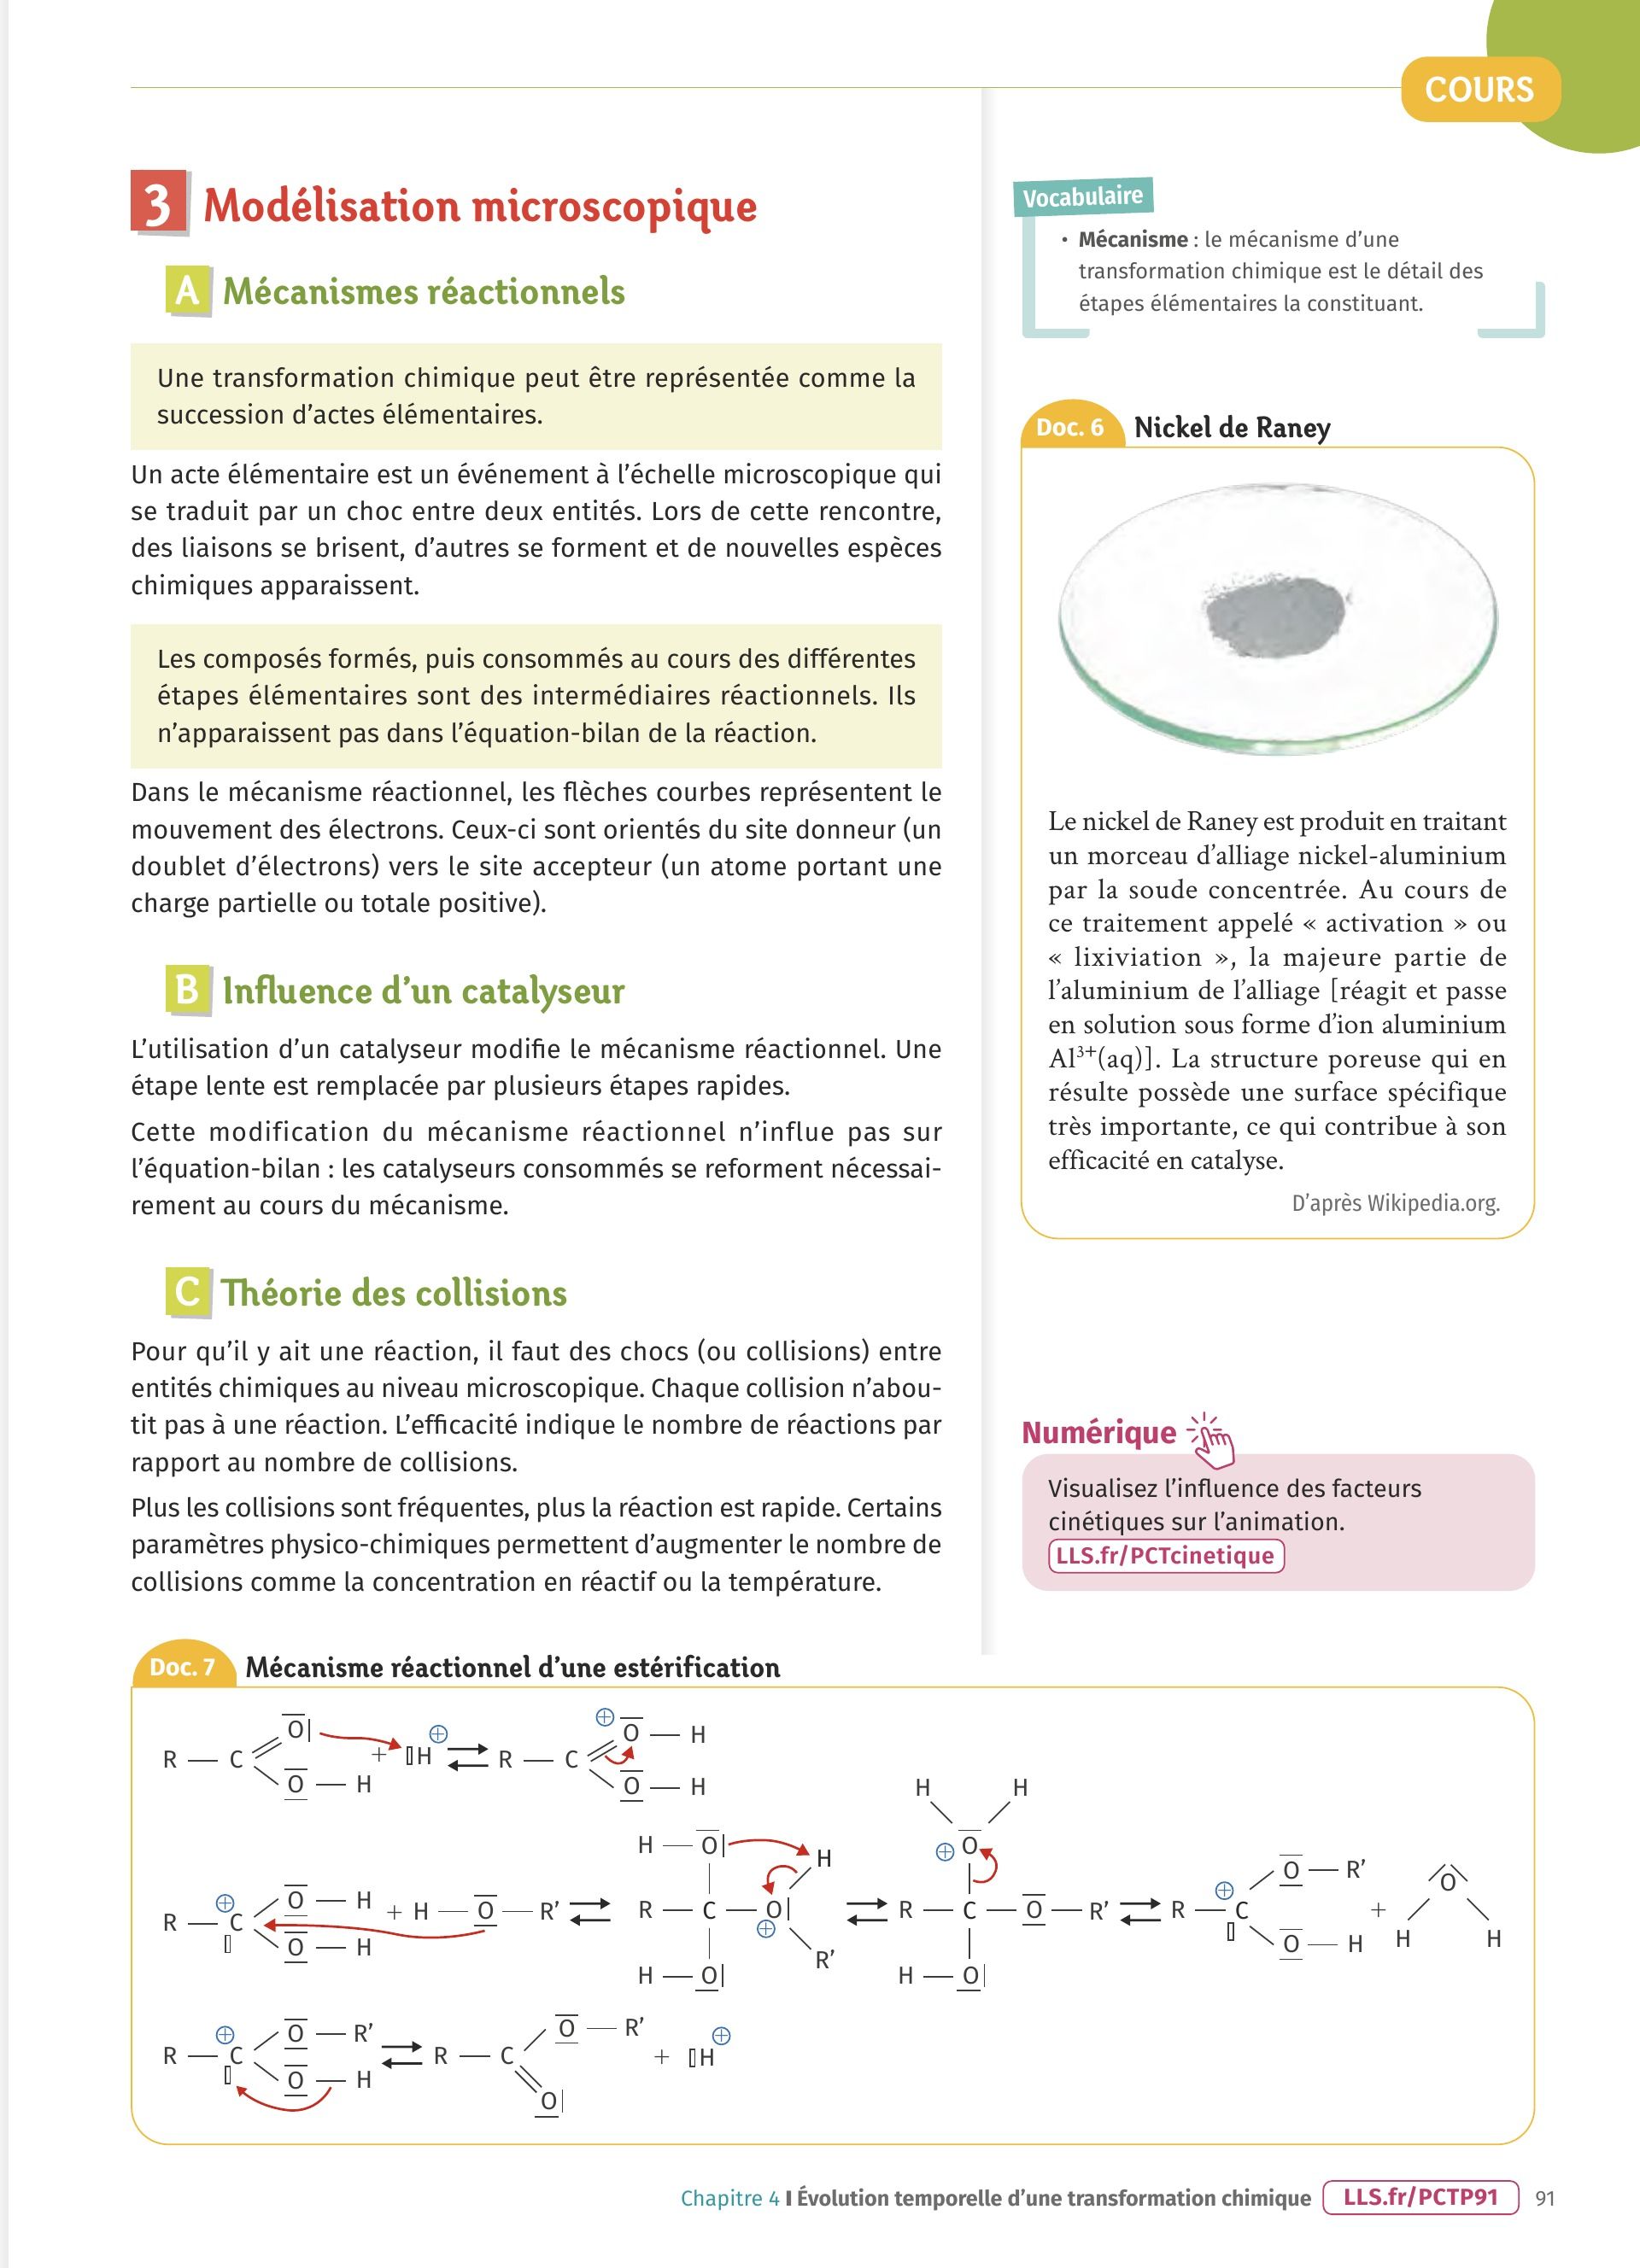 COURS
3 Modélisation microscopique
A Mécanismes réactionnels
Une transformation chimique peut être représentée comme la
succession d’actes élémentaires.
Un acte élémentaire est un événement à l’échelle microscopique qui
se traduit par un choc entre deux entités. Lors de cette rencontre,
des liaisons se brisent, d’autres se forment et de nouvelles espèces
chimiques apparaissent.
Les composés formés, puis consommés au cours des différentes
étapes élémentaires sont des intermédiaires réactionnels. Ils
n’apparaissent pas dans l’équation-bilan de la réaction.
Dans le mécanisme réactionnel, les flèches courbes représentent le
mouvement des électrons. Ceux-ci sont orientés du site donneur (un
doublet d’électrons) vers le site accepteur (un atome portant une
charge partielle ou totale positive).
B Influence d’un catalyseur
L’utilisation d’un catalyseur modifie le mécanisme réactionnel. Une
étape lente est remplacée par plusieurs étapes rapides.
Cette modification du mécanisme réactionnel n’influe pas sur
l’équation-bilan : les catalyseurs consommés se reforment nécessai-
rement au cours du mécanisme.
C Théorie des collisions
Pour qu’il y ait une réaction, il faut des chocs (ou collisions) entre
entités chimiques au niveau microscopique. Chaque collision n’abou-
tit pas à une réaction. L’efficacité indique le nombre de réactions par
rapport au nombre de collisions.
Plus les collisions sont fréquentes, plus la réaction est rapide. Certains
paramètres physico-chimiques permettent d’augmenter le nombre de
collisions comme la concentration en réactif ou la température.
Vocabulaire
• Mécanisme : le mécanisme d’une
transformation chimique est le détail des
étapes élémentaires la constituant.
Doc. 6 Nickel de Raney
Le nickel de Raney est produit en traitant
un morceau d’alliage nickel-aluminium
par la soude concentrée. Au cours de
ce traitement appelé « activation » ou
« lixiviation », la majeure partie de
l’aluminium de l’alliage [réagit et passe
en solution sous forme d’ion aluminium
Al³⁺(aq)]. La structure poreuse qui en
résulte possède une surface spécifique
très importante, ce qui contribue à son
efficacité en catalyse.
D’après Wikipedia.org.
Numérique
Visualisez l’influence des facteurs
cinétiques sur l’animation.
LLS.fr/PCTcinetique
Doc. 7 Mécanisme réactionnel d’une estérification
O ⊕ ⊕ O — H
R — C + H ⇌ R — C
O — H O — H
H H
H — O H ⊕ O
⊕ O — H O — R’
R — C + H — O — R’ ⇌ R — C — O ⇌ R — C — O — R’ ⇌ R — C ⊕ + O
O — H ⊕ R’ O — H H H
H — O H — O
⊕ O — R’ O — R’ ⊕
R — C ⇌ R — C + H
O — H O
Chapitre 4 I Évolution temporelle d’une transformation chimique LLS.fr/PCTP91 91